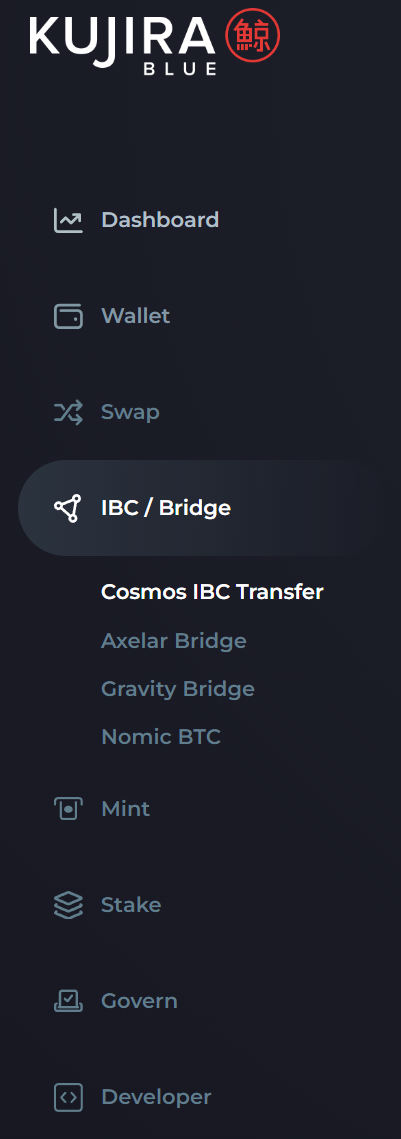 KUJIRA 鯨
BLUE
Dashboard
Wallet
Swap
IBC / Bridge
Cosmos IBC Transfer
Axelar Bridge
Gravity Bridge
Nomic BTC
Mint
Stake
Govern
Developer